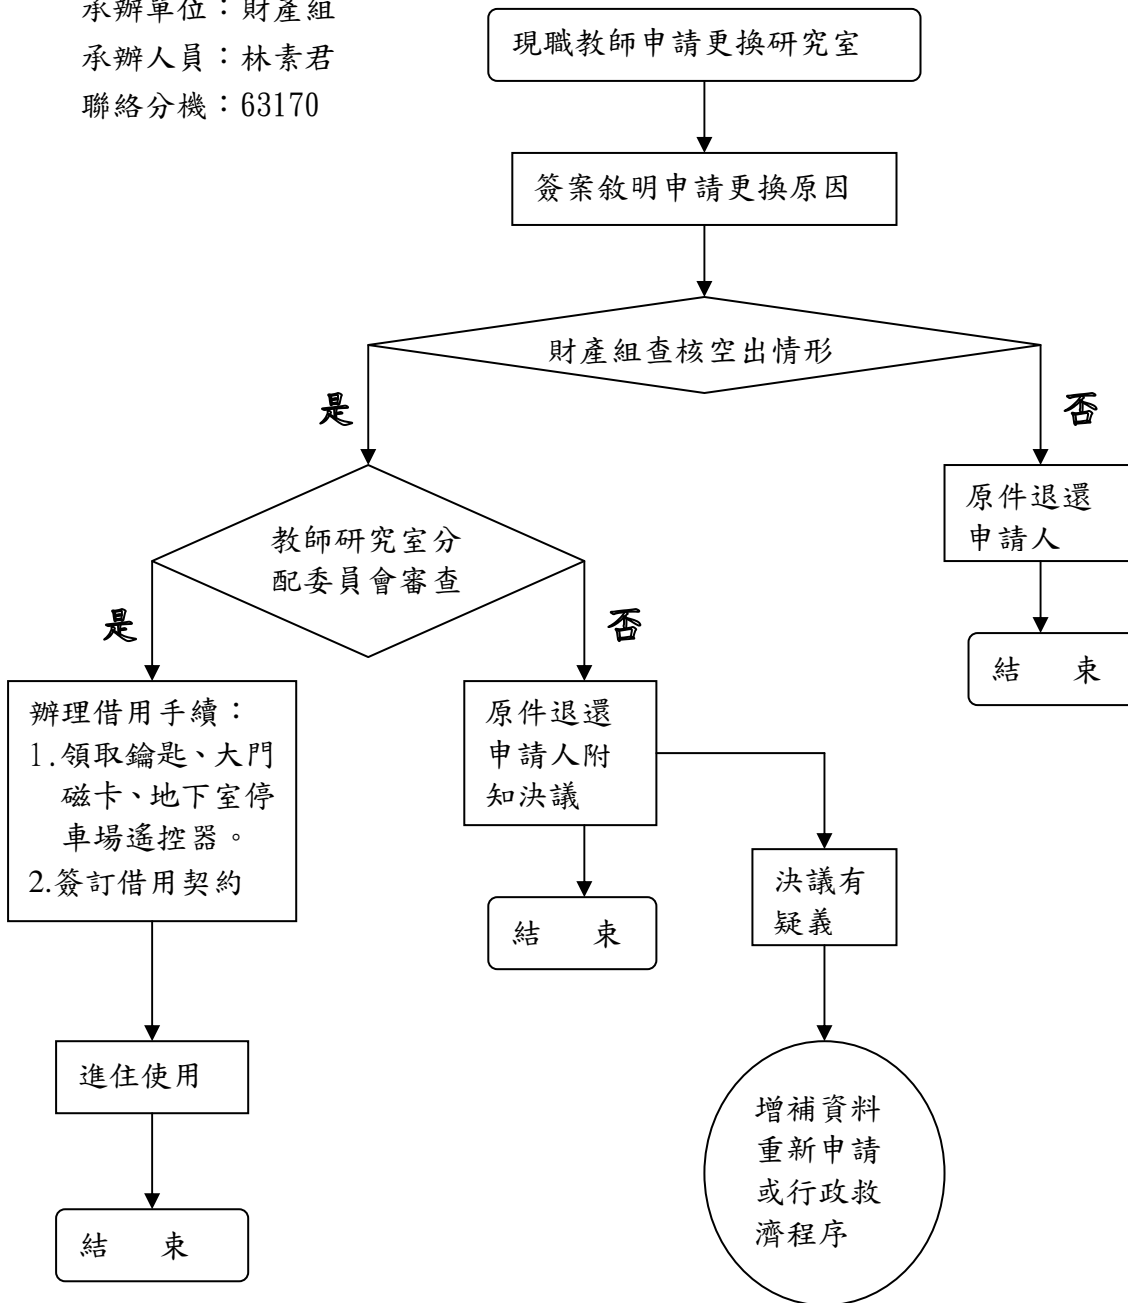 承辦單位：財產組
承辦人員：林素君
聯絡分機：63170
現職教師申請更換研究室
簽案敘明申請更換原因
財產組查核空出情形
是
否
原件退還
申請人
結　束
教師研究室分
配委員會審查
是
否
辦理借用手續：
1.領取鑰匙、大門
磁卡、地下室停
車場遙控器。
2.簽訂借用契約
原件退還
申請人附
知決議
結　束
決議有
疑義
進住使用
結　束
增補資料
重新申請
或行政救
濟程序